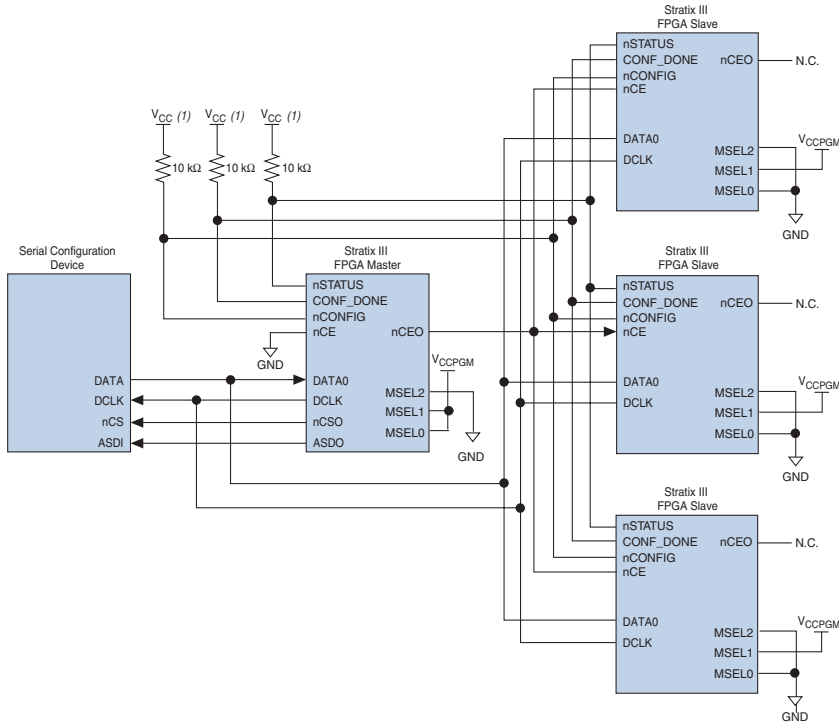 Stratix III
FPGA Slave
nSTATUS
CONF_DONE
nCONFIG
nCE
nCEO
N.C.
DATA0
DCLK
MSEL2
MSEL1
MSEL0
VCCPGM
GND
VCC (1)
VCC (1)
VCC (1)
10 kΩ
10 kΩ
10 kΩ
Serial Configuration
Device
DATA
DCLK
nCS
ASDI
Stratix III
FPGA Master
nSTATUS
CONF_DONE
nCONFIG
nCE
GND
nCEO
DATA0
DCLK
nCSO
ASDO
MSEL2
MSEL1
MSEL0
VCCPGM
GND
Stratix III
FPGA Slave
nSTATUS
CONF_DONE
nCONFIG
nCE
nCEO
N.C.
DATA0
DCLK
MSEL2
MSEL1
MSEL0
VCCPGM
GND
Stratix III
FPGA Slave
nSTATUS
CONF_DONE
nCONFIG
nCE
nCEO
N.C.
DATA0
DCLK
MSEL2
MSEL1
MSEL0
VCCPGM
GND